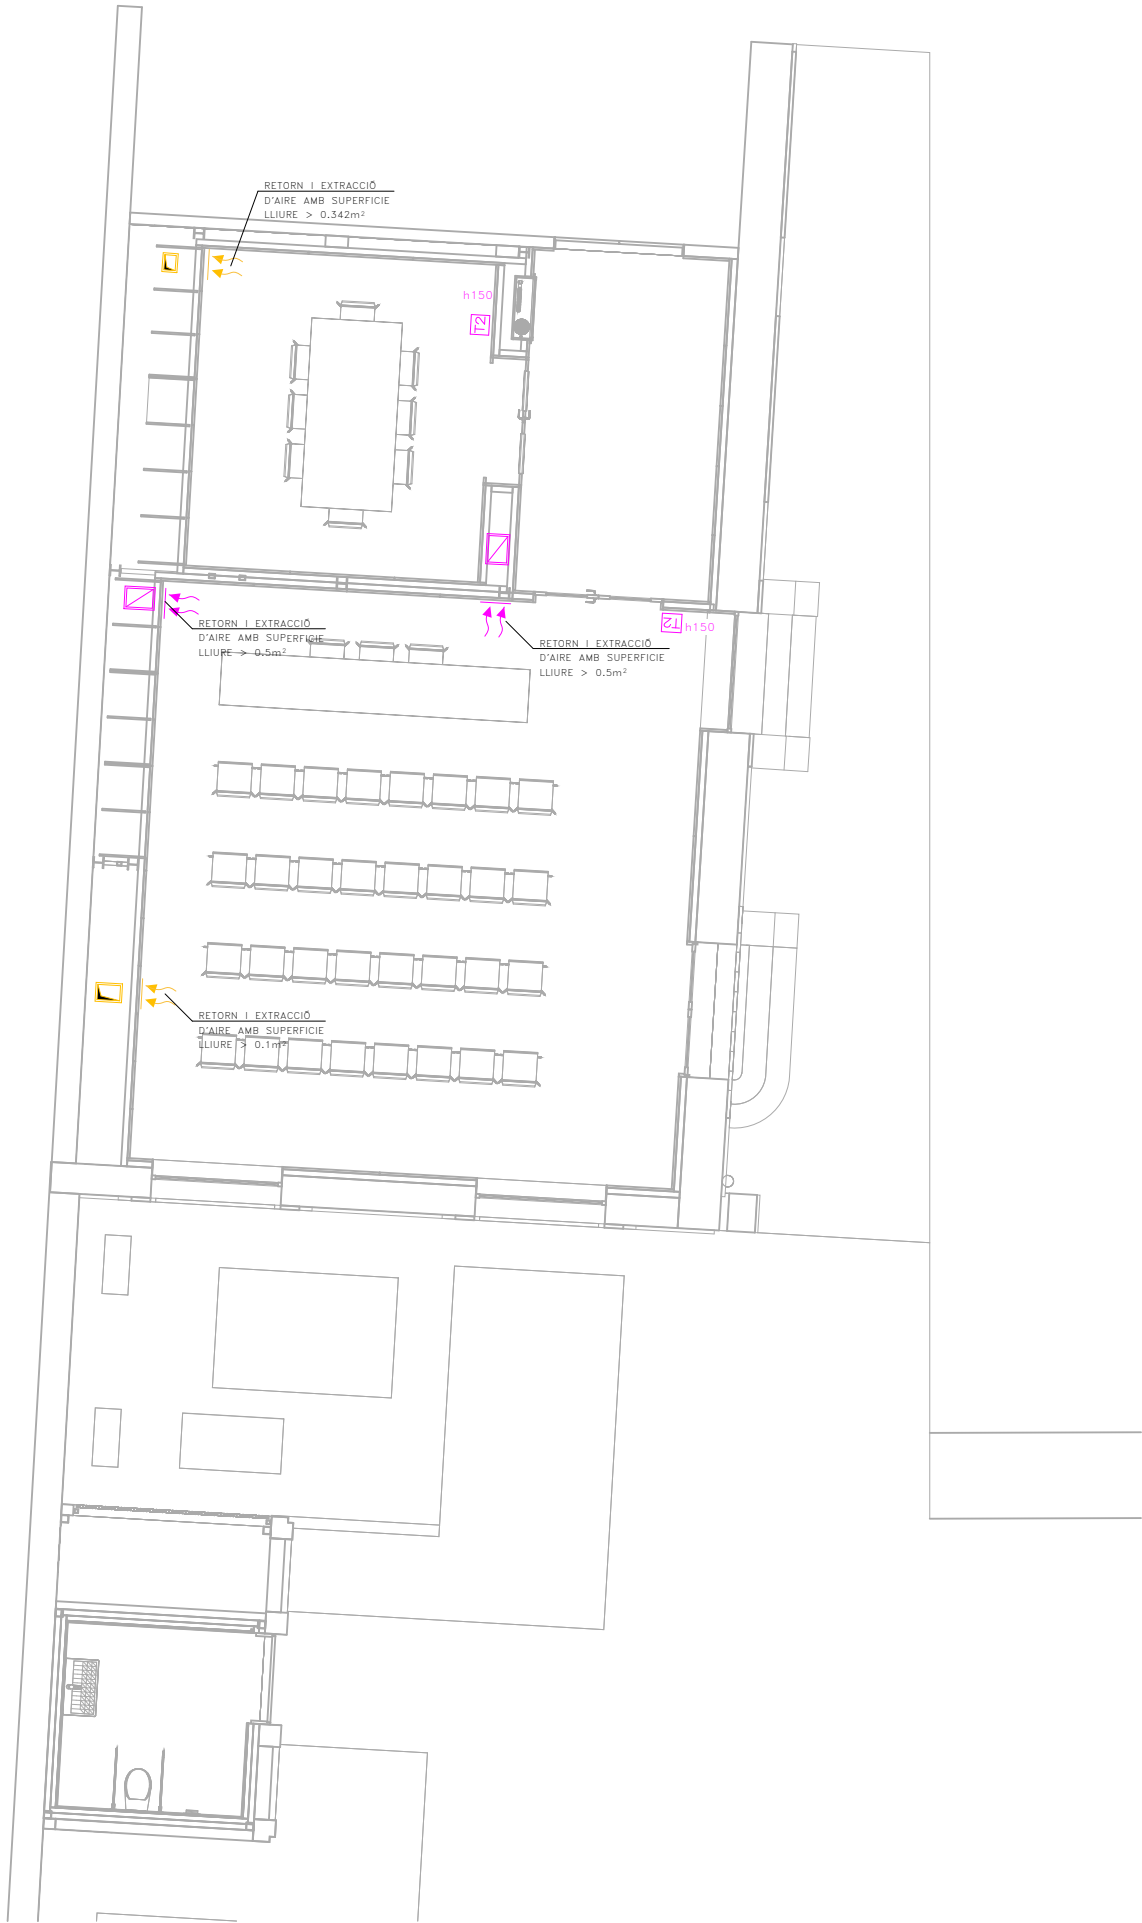 RETORN I EXTRACCIÓ
D'AIRE AMB SUPERFICIE
LLIURE > 0.342m²
h150
T2
RETORN I EXTRACCIÓ
D'AIRE AMB SUPERFICIE
LLIURE > 0.5m²
T2 h150
RETORN I EXTRACCIÓ
D'AIRE AMB SUPERFICIE
LLIURE > 0.5m²
RETORN I EXTRACCIÓ
D'AIRE AMB SUPERFICIE
LLIURE > 0.1m²